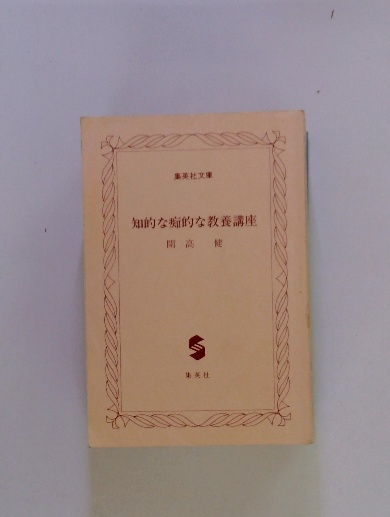 集英社文庫
知的な痴的な教養講座
開高 健
集英社